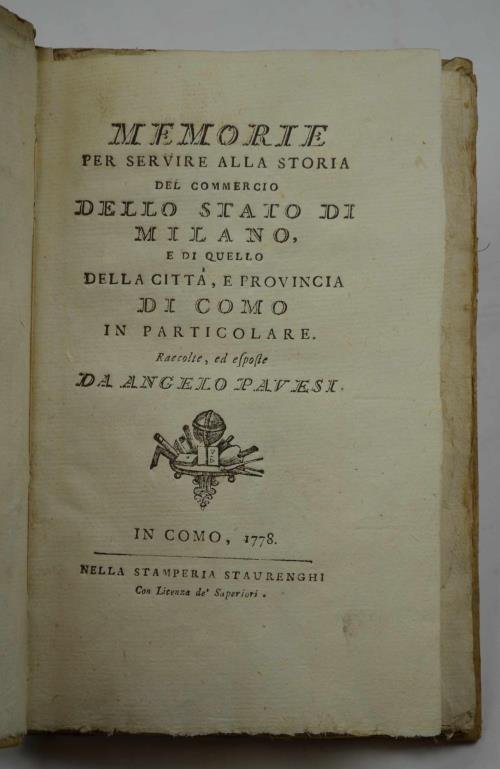 MEMORIE
PER SERVIRE ALLA STORIA
DEL COMMERCIO
DELLO STATO DI
MILANO,
E DI QUELLO
DELLA CITTÀ, E PROVINCIA
DI COMO
IN PARTICOLARE.
Raccolte, ed eſpoſte
DA ANGELO PAVESI.
IN COMO, 1778.
NELLA STAMPERIA STAURENGHI
Con Licenza de' Superiori.